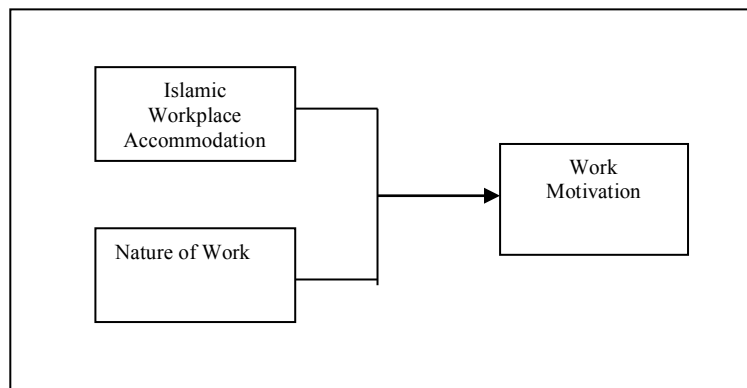 Islamic
Workplace
Accommodation
Work
Motivation
Nature of Work